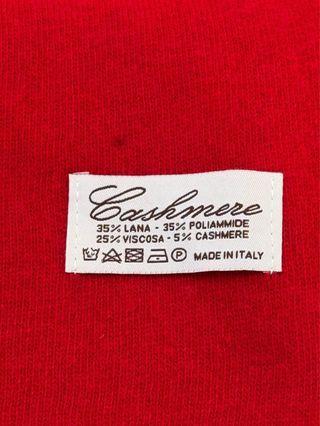 Cashmere
35% LANA - 35% POLIAMMIDE
25% VISCOSA - 5% CASHMERE
P MADE IN ITALY